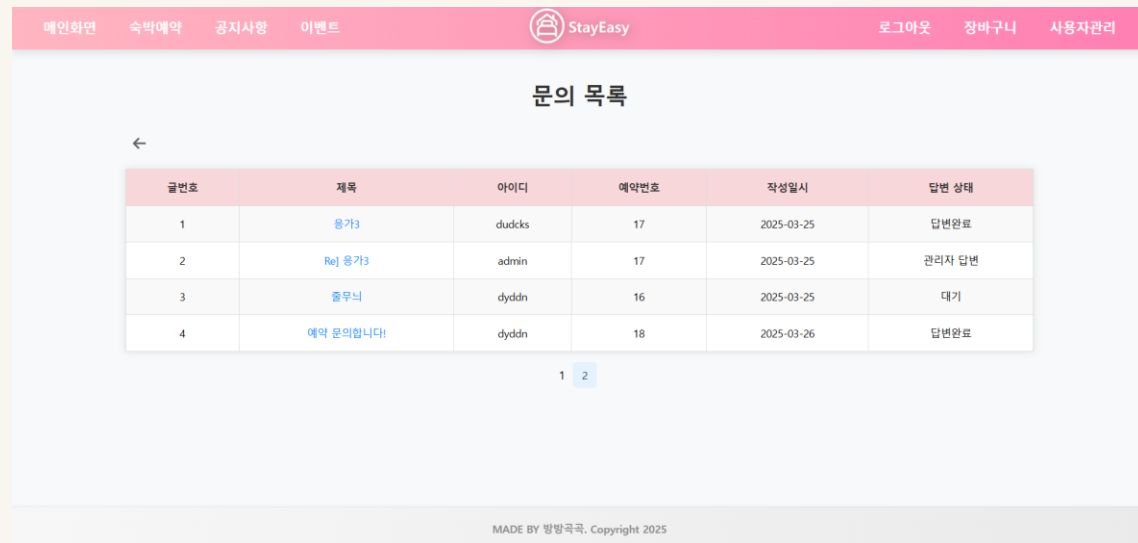 메인화면 숙박예약 공지사항 이벤트 StayEasy 로그아웃 장바구니 사용자관리
문의 목록
글번호 제목 아이디 예약번호 작성일시 답변 상태
1 응가3 dudcks 17 2025-03-25 답변완료
2 Re] 응가3 admin 17 2025-03-25 관리자 답변
3 줄무늬 dyddn 16 2025-03-25 대기
4 예약 문의합니다! dyddn 18 2025-03-26 답변완료
1 2
MADE BY 방방곡곡. Copyright 2025